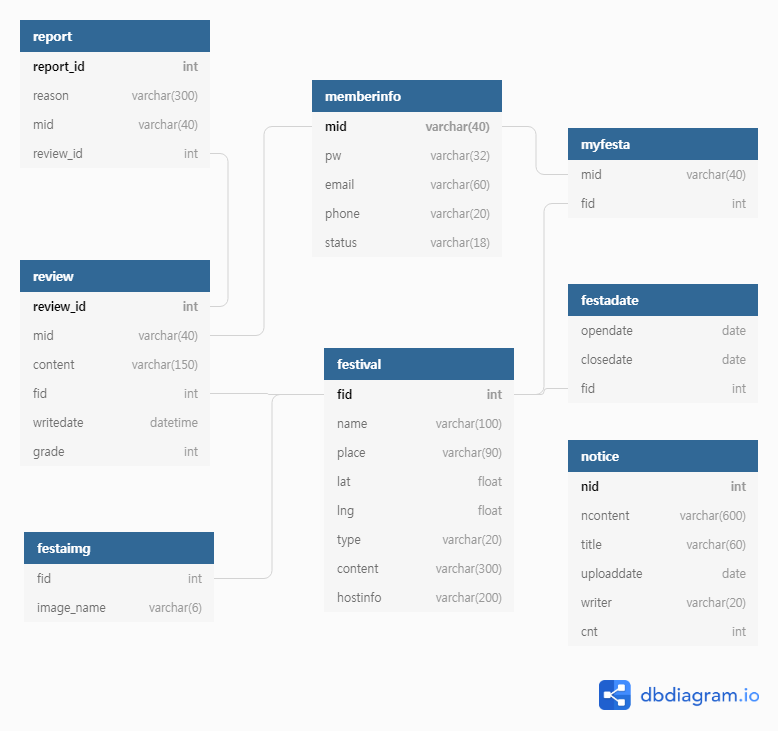 report
report_id int
reason varchar(300)
mid varchar(40)
review_id int
memberinfo
mid varchar(40)
pw varchar(32)
email varchar(60)
phone varchar(20)
status varchar(18)
myfesta
mid varchar(40)
fid int
review
review_id int
mid varchar(40)
content varchar(150)
fid int
writedate datetime
grade int
festadate
opendate date
closedate date
fid int
festival
fid int
name varchar(100)
place varchar(90)
lat float
lng float
type varchar(20)
content varchar(300)
hostinfo varchar(200)
notice
nid int
ncontent varchar(600)
title varchar(60)
uploaddate date
writer varchar(20)
cnt int
festaimg
fid int
image_name varchar(6)
dbdiagram.io